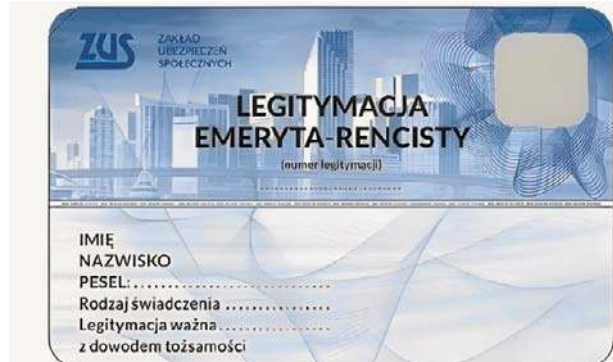 ZUS
ZAKŁAD
UBEZPIECZEŃ
SPOŁECZNYCH
LEGITYMACJA
EMERYTA-RENCISTY
(numer legitymacji)
................................
IMIĘ
NAZWISKO
PESEL:..............................
Rodzaj świadczenia ................
Legitymacja ważna................
z dowodem tożsamości